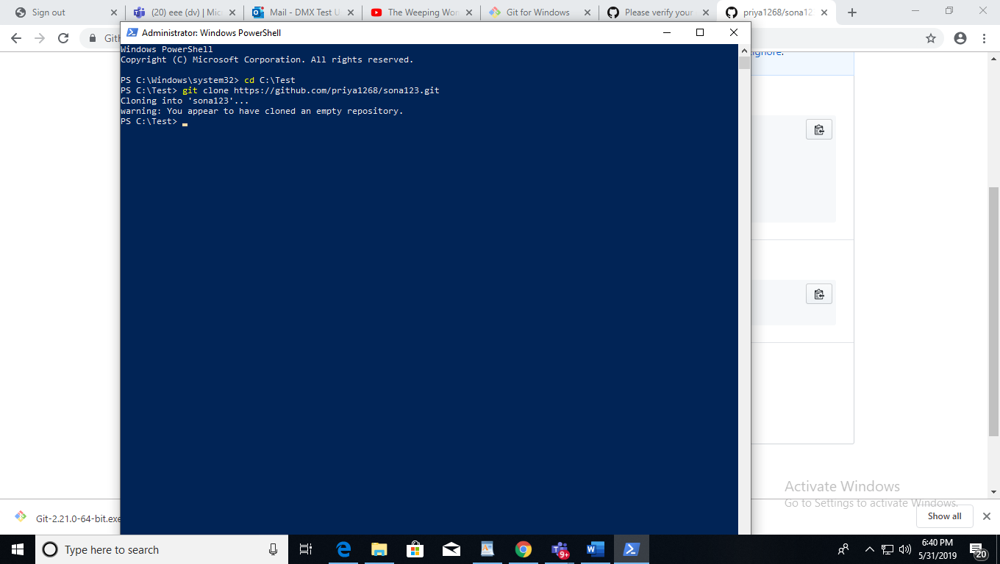 Sign out
(20) eee (dv) | Mic
Mail - DMX Test U
The Weeping Wom
Git for Windows
Please verify your
priya1268/sona12
Administrator: Windows PowerShell
Windows PowerShell
Copyright (C) Microsoft Corporation. All rights reserved.
PS C:\Windows\system32> cd C:\Test
PS C:\Test> git clone https://github.com/priya1268/sona123.git
Cloning into 'sona123'...
warning: You appear to have cloned an empty repository.
PS C:\Test>
Activate Windows
Go to Settings to activate Windows.
Git-2.21.0-64-bit.exe
Show all
Type here to search
9+
6:40 PM
5/31/2019
20